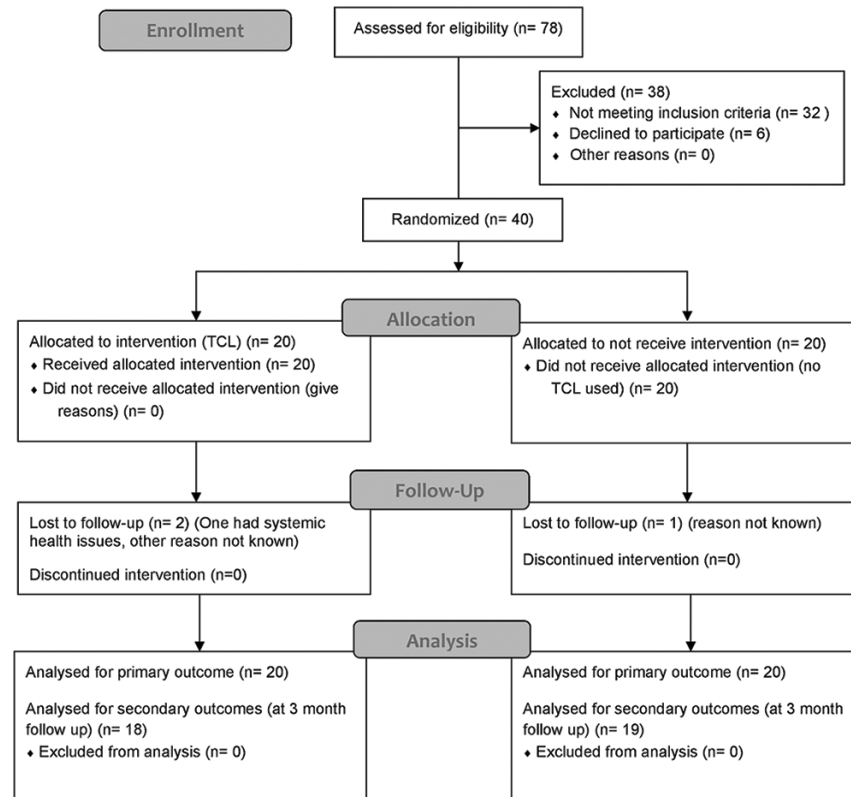 Enrollment
Assessed for eligibility (n= 78)
Excluded (n= 38)
♦ Not meeting inclusion criteria (n= 32 )
♦ Declined to participate (n= 6)
♦ Other reasons (n= 0)
Randomized (n= 40)
Allocation
Allocated to intervention (TCL) (n= 20)
♦ Received allocated intervention (n= 20)
♦ Did not receive allocated intervention (give
reasons) (n= 0)
Allocated to not receive intervention (n= 20)
♦ Did not receive allocated intervention (no
TCL used) (n= 20)
Follow-Up
Lost to follow-up (n= 2) (One had systemic
health issues, other reason not known)
Discontinued intervention (n=0)
Lost to follow-up (n= 1) (reason not known)
Discontinued intervention (n=0)
Analysis
Analysed for primary outcome (n= 20)
Analysed for secondary outcomes (at 3 month
follow up) (n= 18)
♦ Excluded from analysis (n= 0)
Analysed for primary outcome (n= 20)
Analysed for secondary outcomes (at 3 month
follow up) (n= 19)
♦ Excluded from analysis (n= 0)